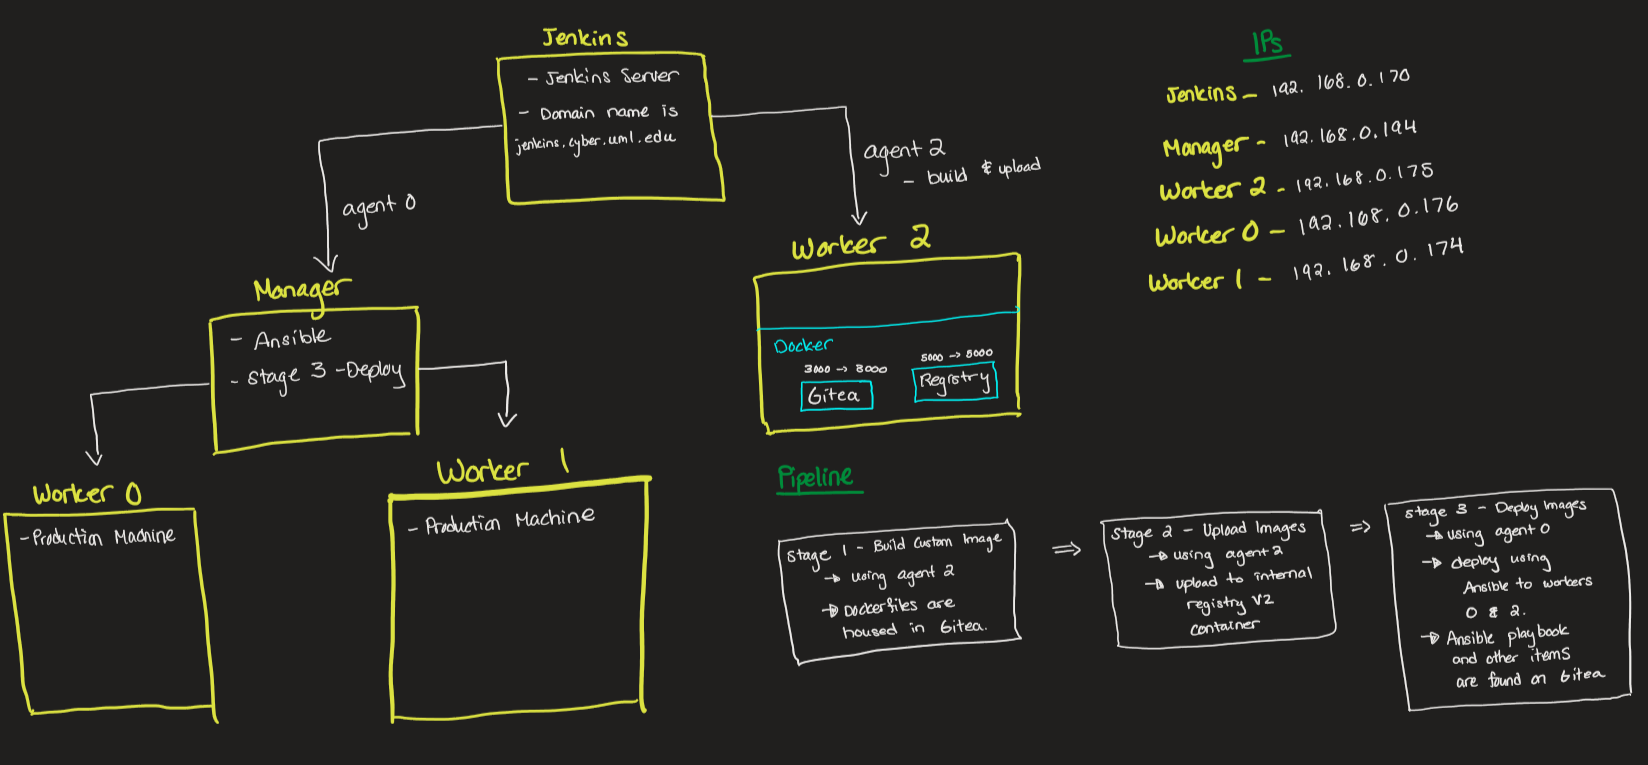 Jenkins
- Jenkins Server
- Domain name is
jenkins.cyber.uml.edu
agent 0
agent 2
- build & upload
Manager
- Ansible
- Stage 3 - Deploy
Worker 0
- Production Machine
Worker 1
- Production Machine
Worker 2
Docker
3000 -> 3000
Gitea
5000 -> 5000
Registry
IPs
Jenkins - 192.168.0.170
Manager - 192.168.0.194
Worker 2 - 192.168.0.175
Worker 0 - 192.168.0.176
Worker 1 - 192.168.0.174
Pipeline
Stage 1 - Build Custom Image
→ using agent 2
→ Dockerfiles are
housed in Gitea.
⇒
Stage 2 - Upload Images
→ using agent 2
→ upload to internal
registry V2
container
⇒
Stage 3 - Deploy Images
→ using agent 0
→ deploy using
Ansible to workers
0 & 2.
→ Ansible playbook
and other items
are found on Gitea